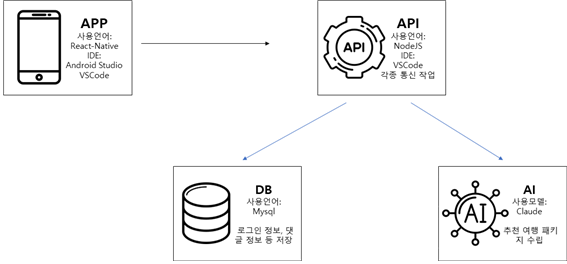 APP
사용언어:
React-Native
IDE:
Android Studio
VSCode
API
API
사용언어:
NodeJS
IDE:
VSCode
각종 통신 작업
DB
사용언어:
Mysql
로그인 정보, 댓
글 정보 등 저장
AI
AI
사용모델:
Claude
추천 여행 패키
지 수립